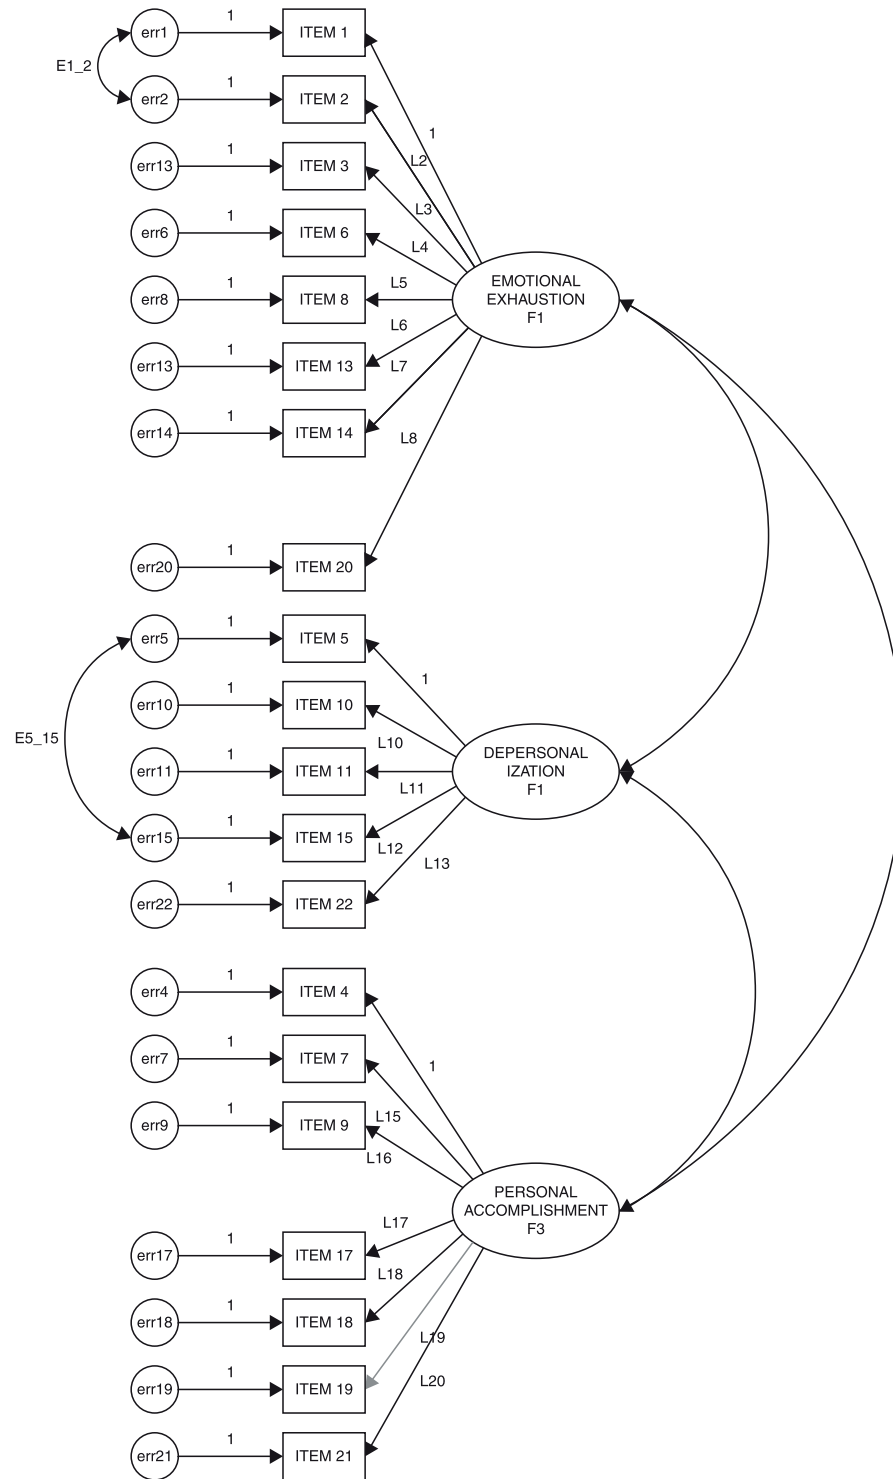 err1 1 ITEM 1
E1_2
err2 1 ITEM 2
1
L2
err13 1 ITEM 3
L3
err6 1 ITEM 6
L4
EMOTIONAL
EXHAUSTION
F1
err8 1 ITEM 8
L5
L6
err13 1 ITEM 13
L7
err14 1 ITEM 14
L8
err20 1 ITEM 20
err5 1 ITEM 5
1
err10 1 ITEM 10
E5_15
L10
DEPERSONAL
IZATION
F1
err11 1 ITEM 11
L11
err15 1 ITEM 15
L12
L13
err22 1 ITEM 22
err4 1 ITEM 4
err7 1 ITEM 7
1
err9 1 ITEM 9
L15
L16
PERSONAL
ACCOMPLISHMENT
F3
L17
err17 1 ITEM 17
L18
err18 1 ITEM 18
L19
err19 1 ITEM 19
L20
err21 1 ITEM 21